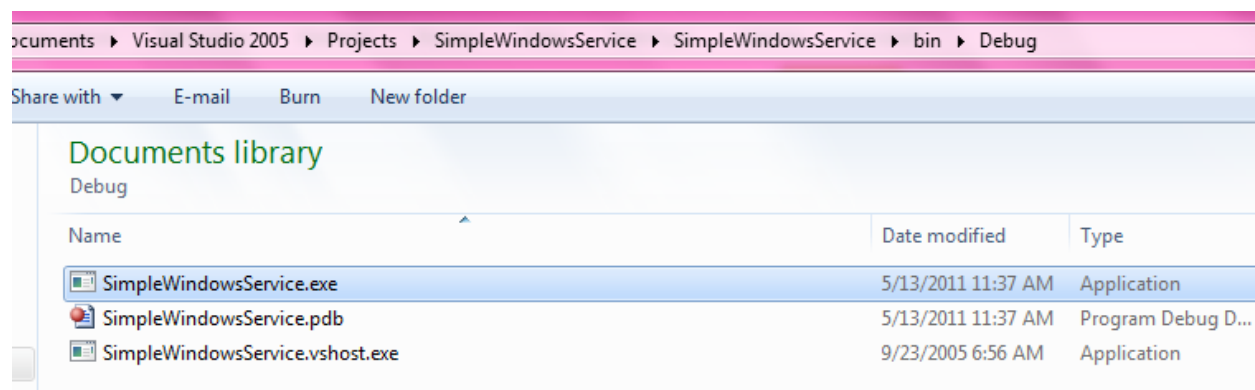 ocuments ▸ Visual Studio 2005 ▸ Projects ▸ SimpleWindowsService ▸ SimpleWindowsService ▸ bin ▸ Debug
Share with ▾ E-mail Burn New folder
Documents library
Debug
Name Date modified Type
SimpleWindowsService.exe 5/13/2011 11:37 AM Application
SimpleWindowsService.pdb 5/13/2011 11:37 AM Program Debug D...
SimpleWindowsService.vshost.exe 9/23/2005 6:56 AM Application